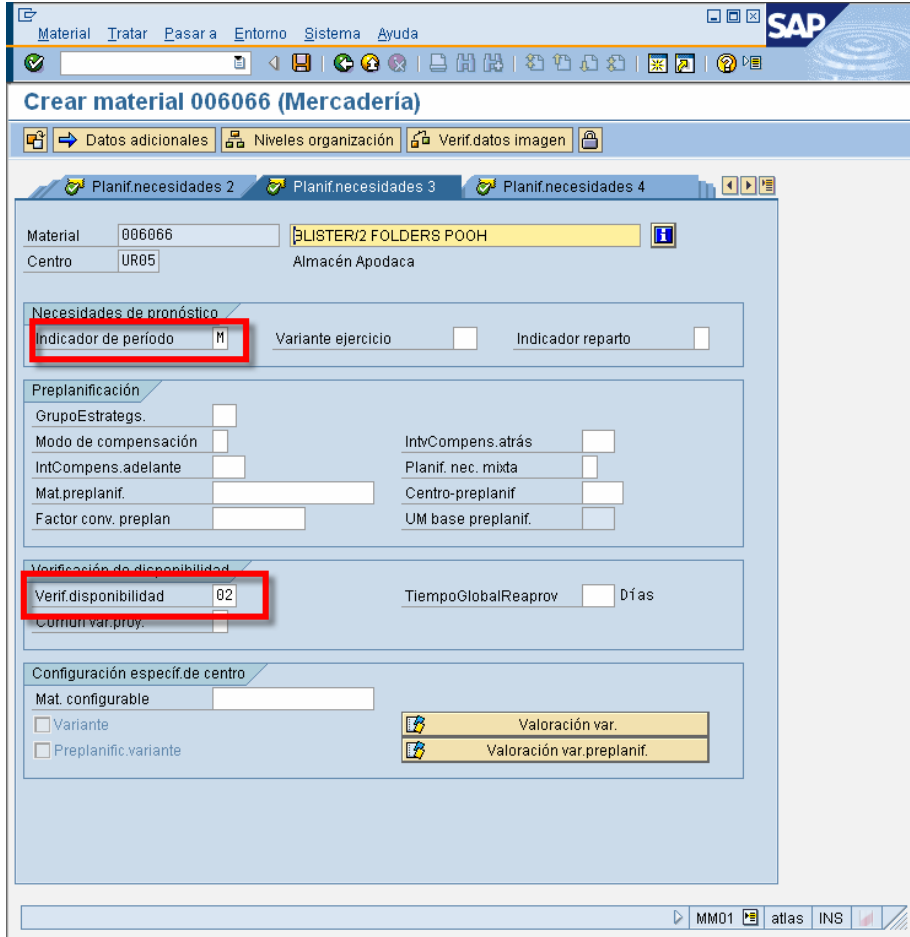 Material Tratar Pasar a Entorno Sistema Ayuda
SAP
Crear material 006066 (Mercadería)
Datos adicionales Niveles organización Verif.datos imagen
Planif.necesidades 2 Planif.necesidades 3 Planif.necesidades 4
Material 006066 BLISTER/2 FOLDERS POOH
Centro UR05 Almacén Apodaca
Necesidades de pronóstico
Indicador de período M Variante ejercicio Indicador reparto
Preplanificación
GrupoEstrategs.
Modo de compensación IntvCompens.atrás
IntCompens.adelante Planif. nec. mixta
Mat.preplanif. Centro-preplanif
Factor conv. preplan UM base preplanif.
Verificación de disponibilidad
Verif.disponibilidad 02 TiempoGlobalReaprov Días
Común var.proy.
Configuración específ.de centro
Mat. configurable
Variante Valoración var.
Preplanific.variante Valoración var.preplanif.
MM01 atlas INS